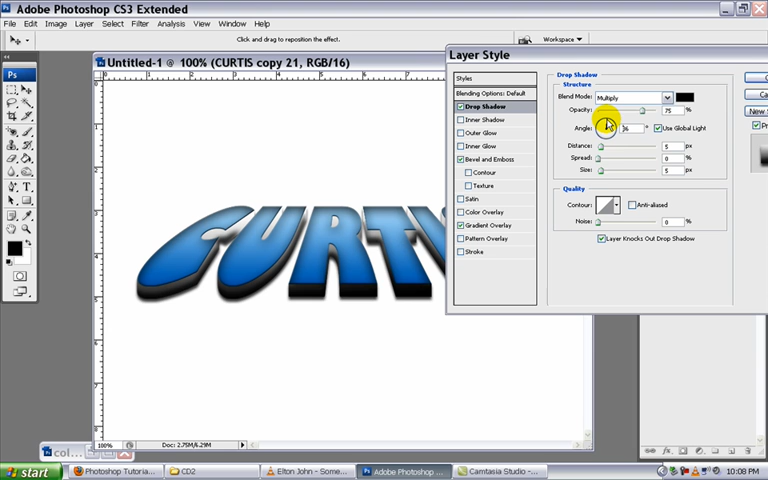 Adobe Photoshop CS3 Extended
File Edit Image Layer Select Filter Analysis View Window Help
Click and drag to reposition the effect.
Workspace
Ps
Untitled-1 @ 100% (CURTIS copy 21, RGB/16)
Layer Style
Styles
Blending Options: Default
Drop Shadow
Inner Shadow
Outer Glow
Inner Glow
Bevel and Emboss
Contour
Texture
Satin
Color Overlay
Gradient Overlay
Pattern Overlay
Stroke
Drop Shadow
Structure
Blend Mode: Multiply
Opacity: 75 %
Angle: 36 ° Use Global Light
Distance: 5 px
Spread: 0 %
Size: 5 px
Quality
Contour: Anti-aliased
Noise: 0 %
Layer Knocks Out Drop Shadow
New S
CURTI
100% Doc: 2.75M/6.29M
col...
start Photoshop Tutoria... CD2 Elton John - Some... Adobe Photoshop ... Camtasia Studio -... 10:08 PM